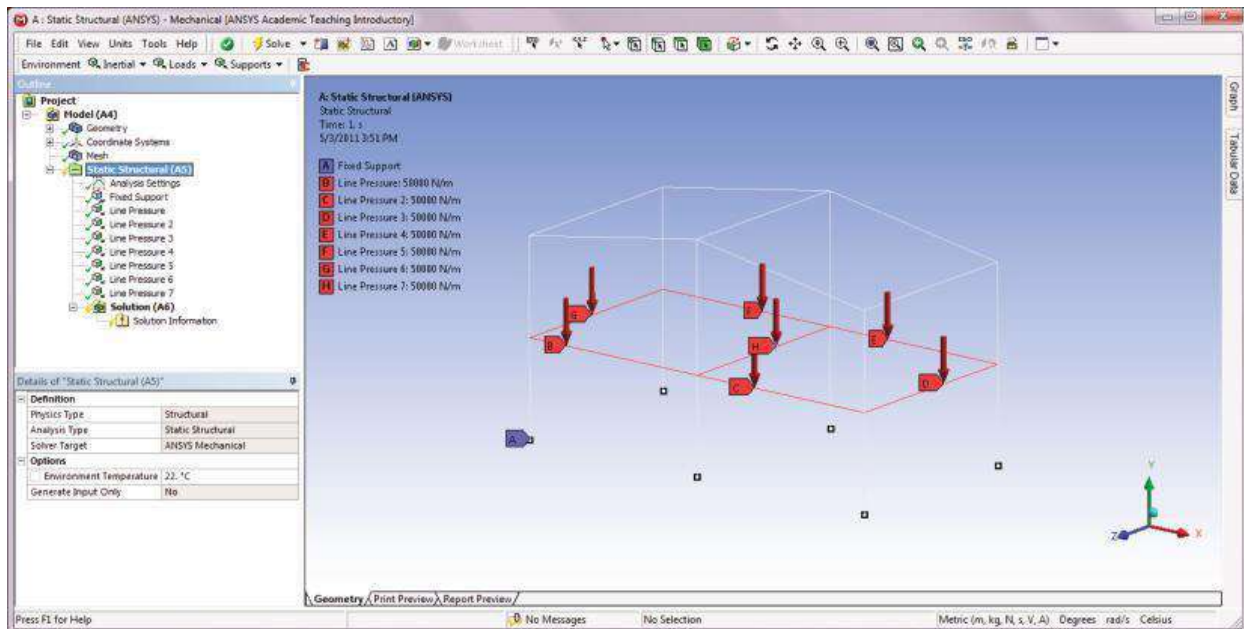 A : Static Structural (ANSYS) - Mechanical [ANSYS Academic Teaching Introductory]
File Edit View Units Tools Help Solve Worksheet
Environment Inertial Loads Supports
Outline
Project
Model (A4)
Geometry
Coordinate Systems
Mesh
Static Structural (A5)
Analysis Settings
Fixed Support
Line Pressure
Line Pressure 2
Line Pressure 3
Line Pressure 4
Line Pressure 5
Line Pressure 6
Line Pressure 7
Solution (A6)
Solution Information
Details of "Static Structural (A5)"
Definition
Physics Type Structural
Analysis Type Static Structural
Solver Target ANSYS Mechanical
Options
Environment Temperature 22. °C
Generate Input Only No
A: Static Structural (ANSYS)
Static Structural
Time: 1. s
5/3/2011 3:51 PM
A Fixed Support
B Line Pressure: 50000 N/m
C Line Pressure 2: 50000 N/m
D Line Pressure 3: 50000 N/m
E Line Pressure 4: 50000 N/m
F Line Pressure 5: 50000 N/m
G Line Pressure 6: 50000 N/m
H Line Pressure 7: 50000 N/m
G
F
B
H
E
C
D
A
Y
Z X
Graph
Tabular Data
Geometry Print Preview Report Preview
Press F1 for Help 0 No Messages No Selection Metric (m, kg, N, s, V, A) Degrees rad/s Celsius